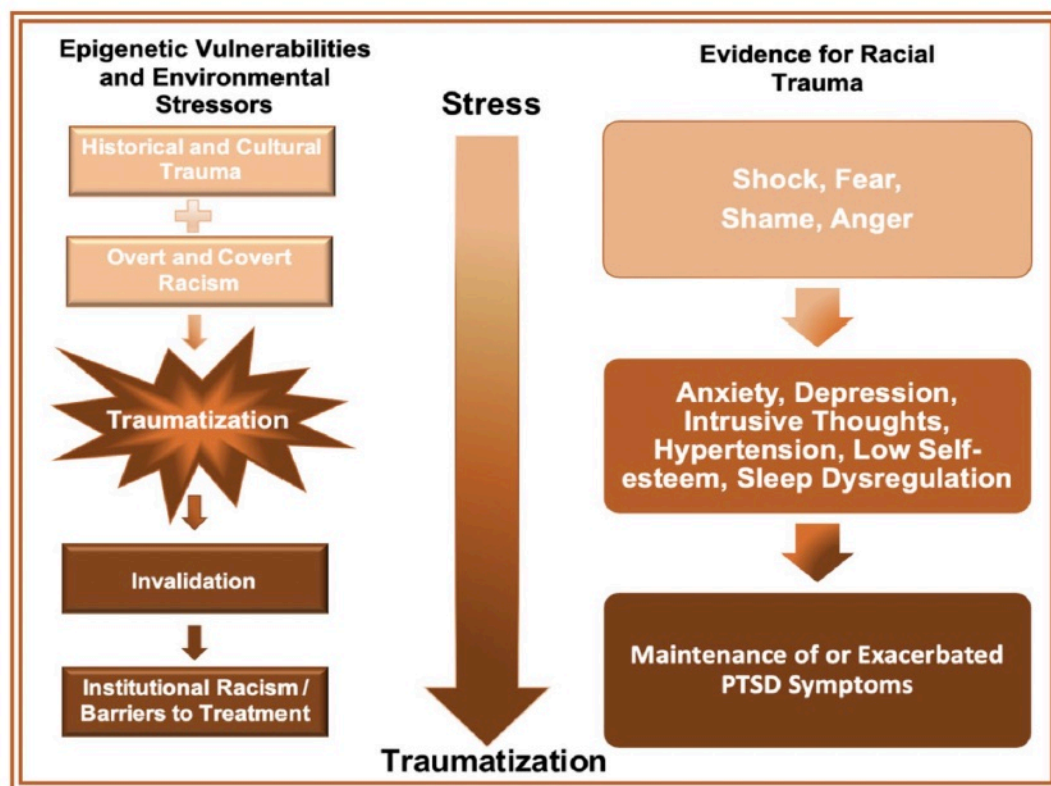 Epigenetic Vulnerabilities
and Environmental
Stressors
Historical and Cultural
Trauma
Overt and Covert
Racism
Traumatization
Invalidation
Institutional Racism /
Barriers to Treatment
Stress
Traumatization
Evidence for Racial
Trauma
Shock, Fear,
Shame, Anger
Anxiety, Depression,
Intrusive Thoughts,
Hypertension, Low Self-
esteem, Sleep Dysregulation
Maintenance of or Exacerbated
PTSD Symptoms